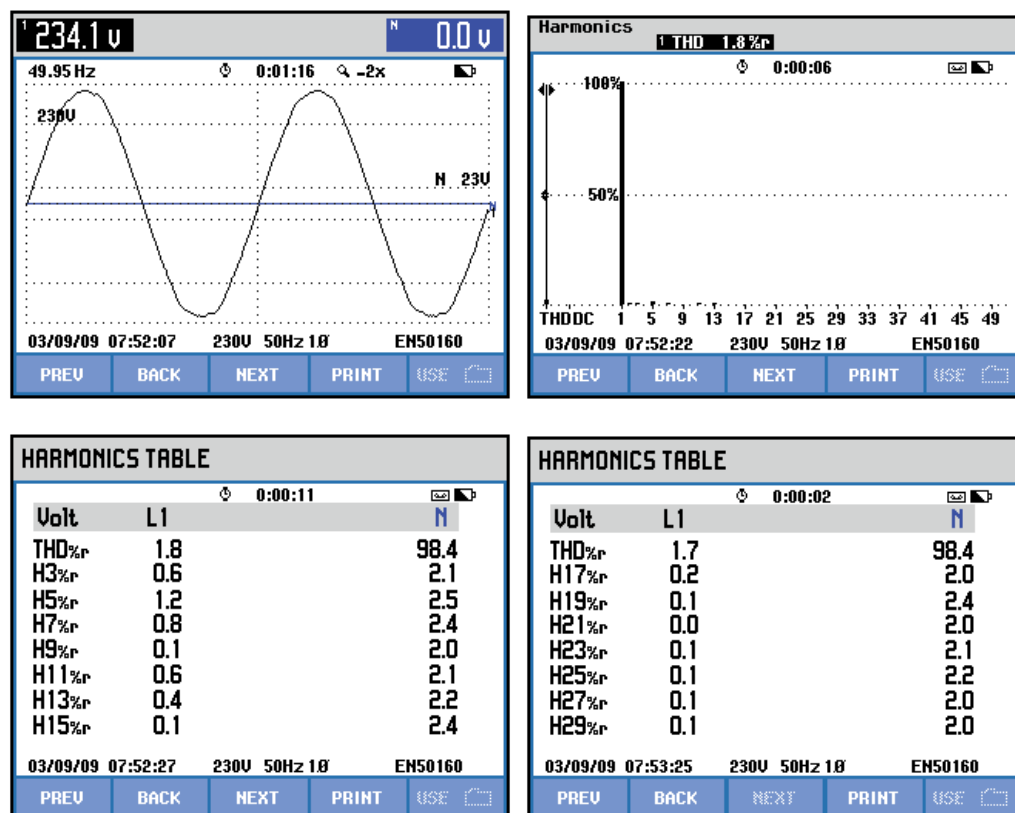 1 234.1 V N 0.0 V
49.95 Hz 0:01:16 -2x
230V
N 23V
N
1
03/09/09 07:52:07 230V 50Hz 1.Ø EN50160
PREV BACK NEXT PRINT USE
Harmonics
1 THD 1.8 %r
0:00:06
100%
50%
THDDC 1 5 9 13 17 21 25 29 33 37 41 45 49
03/09/09 07:52:22 230V 50Hz 1.Ø EN50160
PREV BACK NEXT PRINT USE
HARMONICS TABLE
0:00:11
Volt L1 N
THD%r 1.8 98.4
H3%r 0.6 2.1
H5%r 1.2 2.5
H7%r 0.8 2.4
H9%r 0.1 2.0
H11%r 0.6 2.1
H13%r 0.4 2.2
H15%r 0.1 2.4
03/09/09 07:52:27 230V 50Hz 1.Ø EN50160
PREV BACK NEXT PRINT USE
HARMONICS TABLE
0:00:02
Volt L1 N
THD%r 1.7 98.4
H17%r 0.2 2.0
H19%r 0.1 2.4
H21%r 0.0 2.0
H23%r 0.1 2.1
H25%r 0.1 2.2
H27%r 0.1 2.0
H29%r 0.1 2.0
03/09/09 07:53:25 230V 50Hz 1.Ø EN50160
PREV BACK NEXT PRINT USE